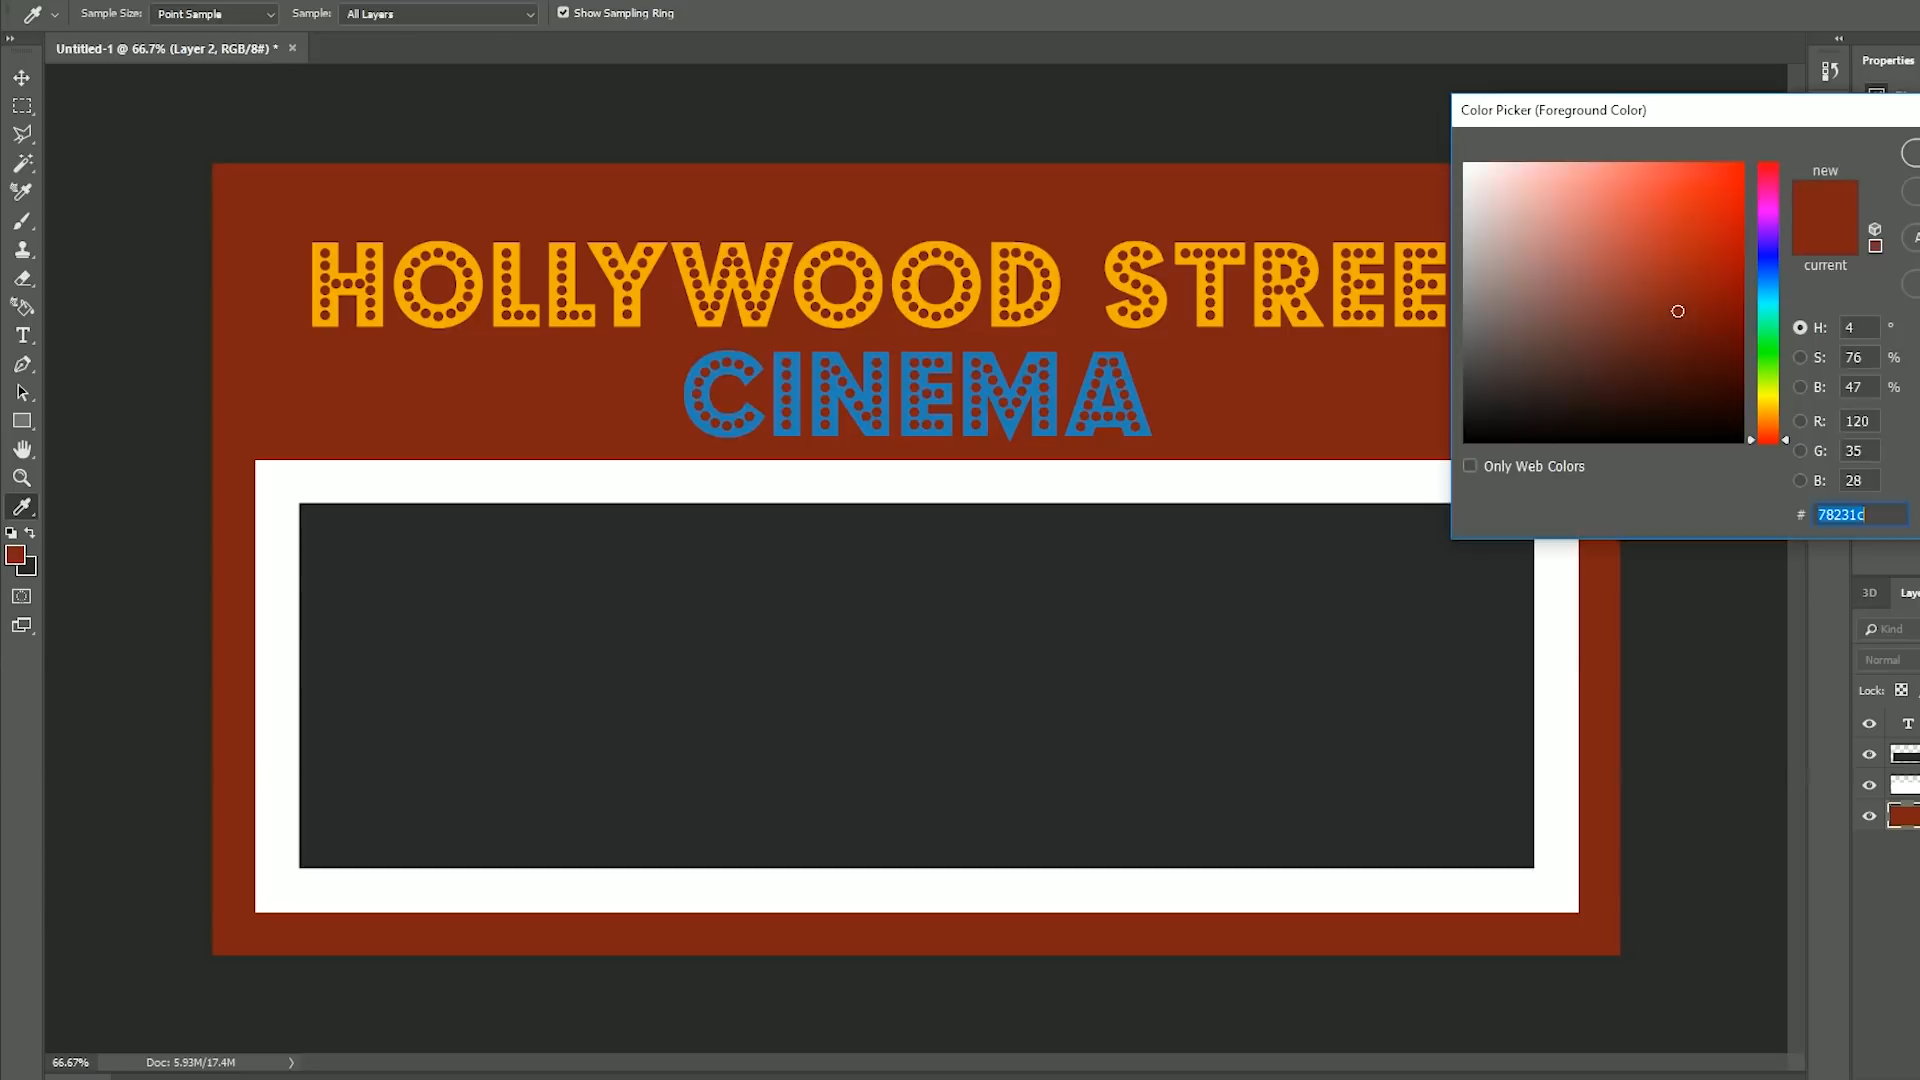 Sample Size: Point Sample Sample: All Layers Show Sampling Ring
Untitled-1 @ 66.7% (Layer 2, RGB/8#) * ×
Properties
Color Picker (Foreground Color)
new
current
HOLLYWOOD STREE
CINEMA
H: 4 °
S: 76 %
B: 47 %
R: 120
G: 35
B: 28
Only Web Colors
# 78231c
3D Laye
Kind
Normal
Lock:
T
66.67% Doc: 5.93M/17.4M